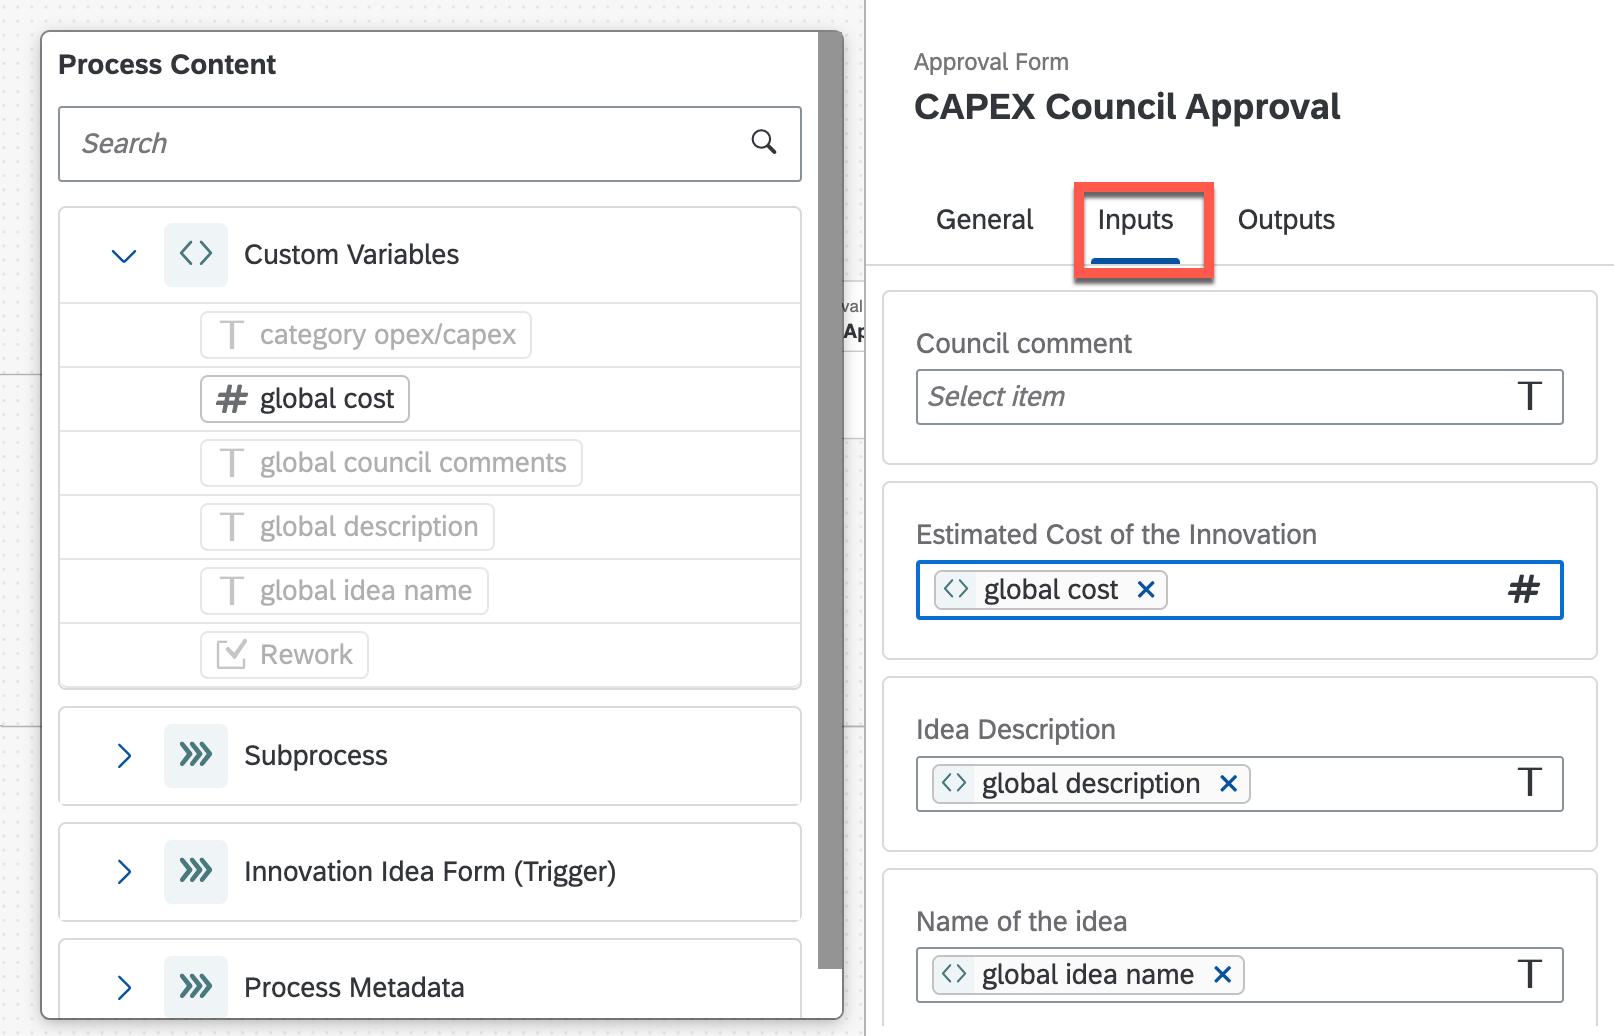 Process Content
Search
Custom Variables
T category opex/capex
# global cost
T global council comments
T global description
T global idea name
Rework
Subprocess
Innovation Idea Form (Trigger)
Process Metadata
val
Ap
Approval Form
CAPEX Council Approval
General Inputs Outputs
Council comment
Select item T
Estimated Cost of the Innovation
<> global cost × #
Idea Description
<> global description × T
Name of the idea
<> global idea name × T